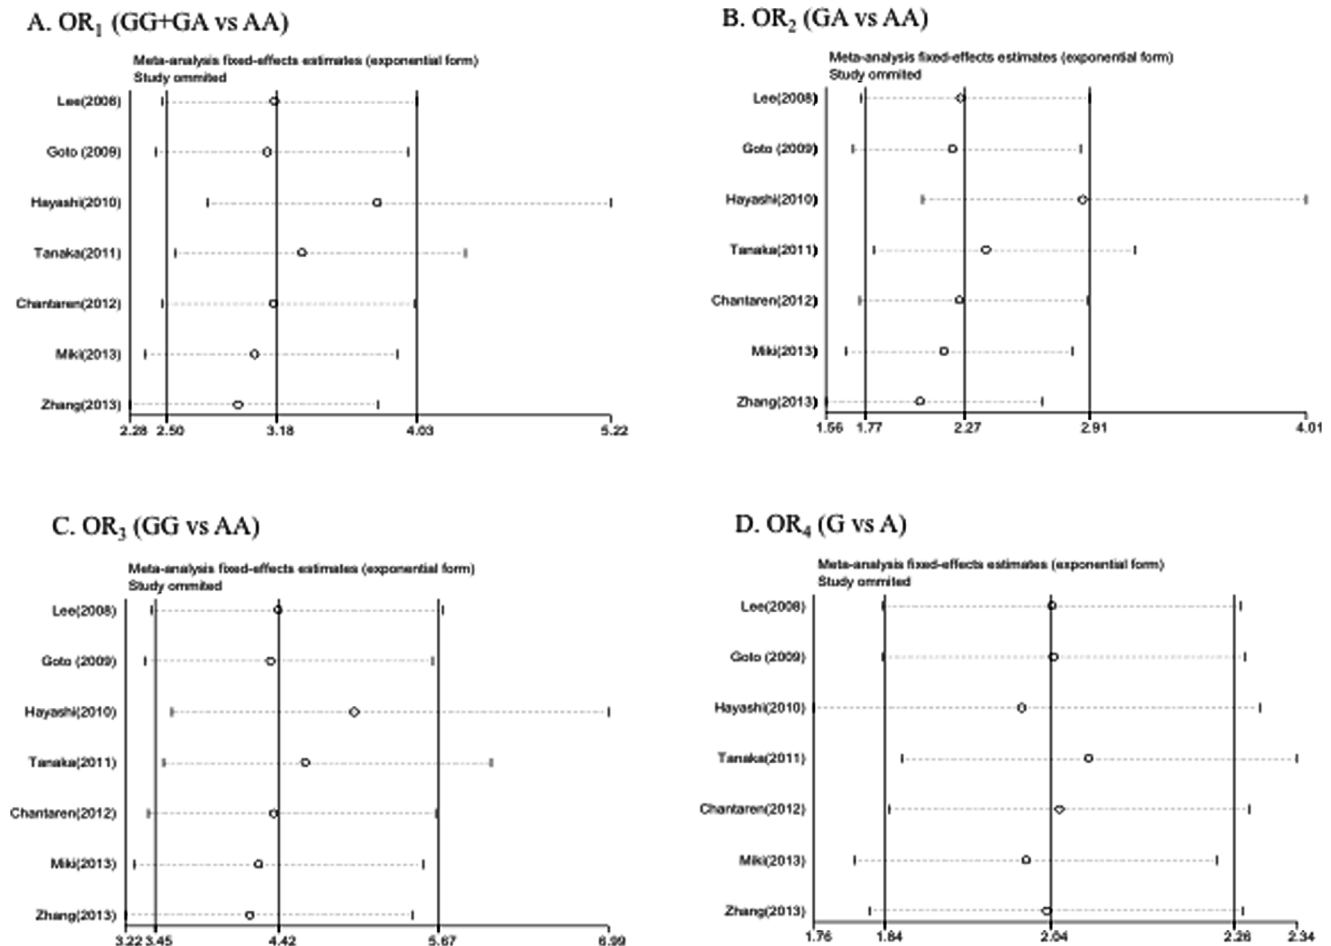 A. OR1 (GG+GA vs AA)
Meta-analysis fixed-effects estimates (exponential form)
Study ommited
Lee(2008)
Goto (2009)
Hayashi(2010)
Tanaka(2011)
Chantaren(2012)
Miki(2013)
Zhang(2013)
2.28 2.50 3.18 4.03 5.22
B. OR2 (GA vs AA)
Meta-analysis fixed-effects estimates (exponential form)
Study ommited
Lee(2008)
Goto (2009)
Hayashi(2010)
Tanaka(2011)
Chantaren(2012)
Miki(2013)
Zhang(2013)
1.56 1.77 2.27 2.91 4.01
C. OR3 (GG vs AA)
Meta-analysis fixed-effects estimates (exponential form)
Study ommited
Lee(2008)
Goto (2009)
Hayashi(2010)
Tanaka(2011)
Chantaren(2012)
Miki(2013)
Zhang(2013)
3.22 3.45 4.42 5.67 6.99
D. OR4 (G vs A)
Meta-analysis fixed-effects estimates (exponential form)
Study ommited
Lee(2008)
Goto (2009)
Hayashi(2010)
Tanaka(2011)
Chantaren(2012)
Miki(2013)
Zhang(2013)
1.76 1.84 2.04 2.26 2.34